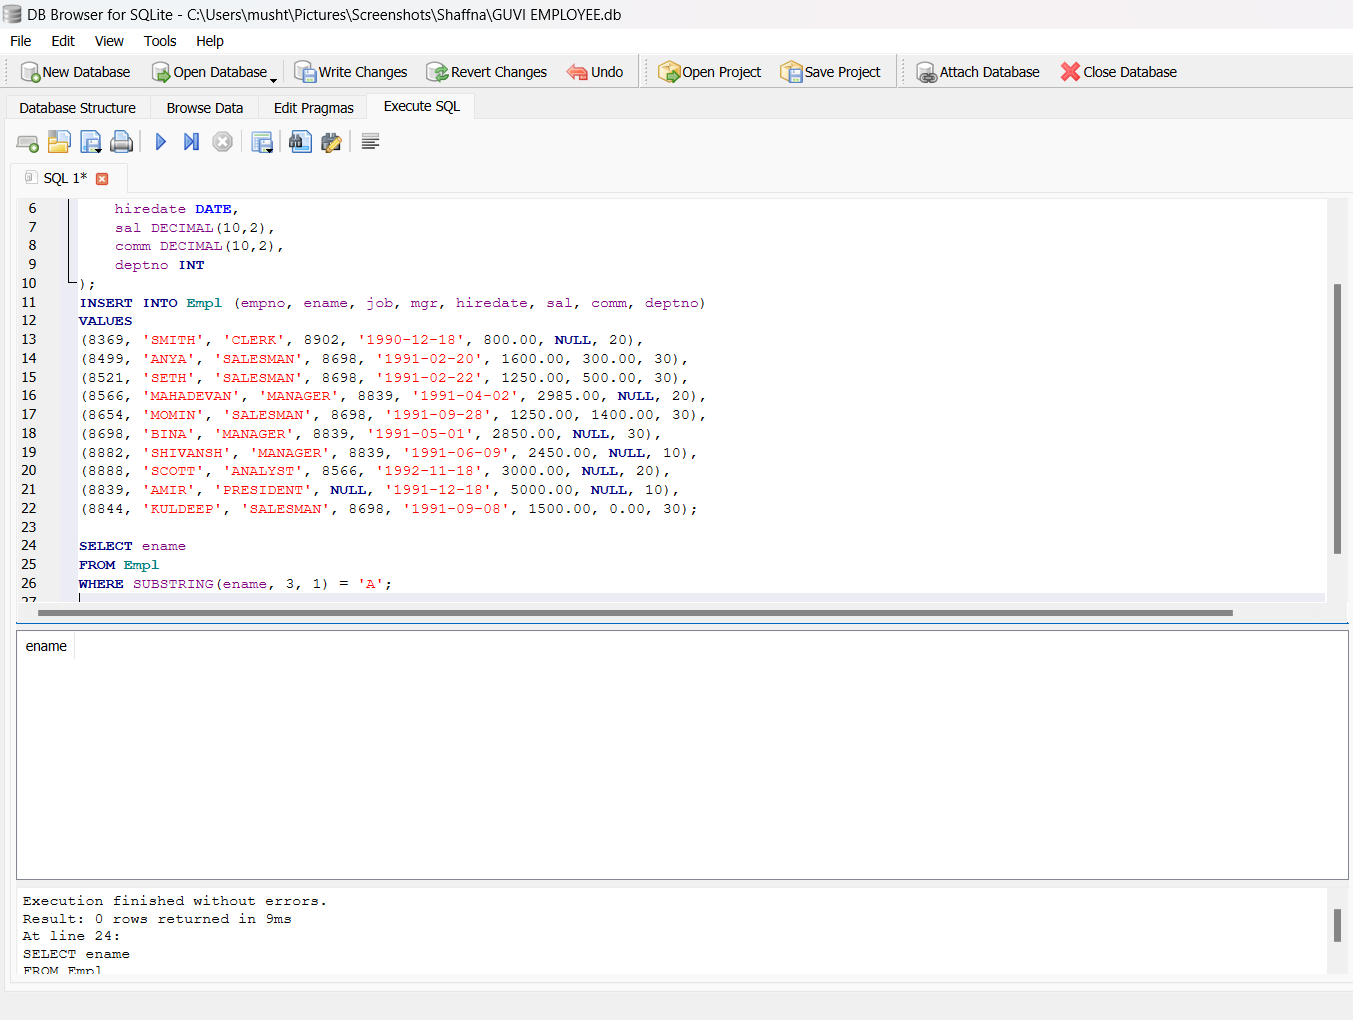 DB Browser for SQLite - C:\Users\musht\Pictures\Screenshots\Shaffna\GUVI EMPLOYEE.db
File Edit View Tools Help
New Database Open Database Write Changes Revert Changes Undo Open Project Save Project Attach Database Close Database
Database Structure Browse Data Edit Pragmas Execute SQL
SQL 1*
6 hiredate DATE,
7 sal DECIMAL(10,2),
8 comm DECIMAL(10,2),
9 deptno INT
10 );
11 INSERT INTO Empl (empno, ename, job, mgr, hiredate, sal, comm, deptno)
12 VALUES
13 (8369, 'SMITH', 'CLERK', 8902, '1990-12-18', 800.00, NULL, 20),
14 (8499, 'ANYA', 'SALESMAN', 8698, '1991-02-20', 1600.00, 300.00, 30),
15 (8521, 'SETH', 'SALESMAN', 8698, '1991-02-22', 1250.00, 500.00, 30),
16 (8566, 'MAHADEVAN', 'MANAGER', 8839, '1991-04-02', 2985.00, NULL, 20),
17 (8654, 'MOMIN', 'SALESMAN', 8698, '1991-09-28', 1250.00, 1400.00, 30),
18 (8698, 'BINA', 'MANAGER', 8839, '1991-05-01', 2850.00, NULL, 30),
19 (8882, 'SHIVANSH', 'MANAGER', 8839, '1991-06-09', 2450.00, NULL, 10),
20 (8888, 'SCOTT', 'ANALYST', 8566, '1992-11-18', 3000.00, NULL, 20),
21 (8839, 'AMIR', 'PRESIDENT', NULL, '1991-12-18', 5000.00, NULL, 10),
22 (8844, 'KULDEEP', 'SALESMAN', 8698, '1991-09-08', 1500.00, 0.00, 30);
23
24 SELECT ename
25 FROM Empl
26 WHERE SUBSTRING(ename, 3, 1) = 'A';
27
ename
Execution finished without errors.
Result: 0 rows returned in 9ms
At line 24:
SELECT ename
FROM Empl